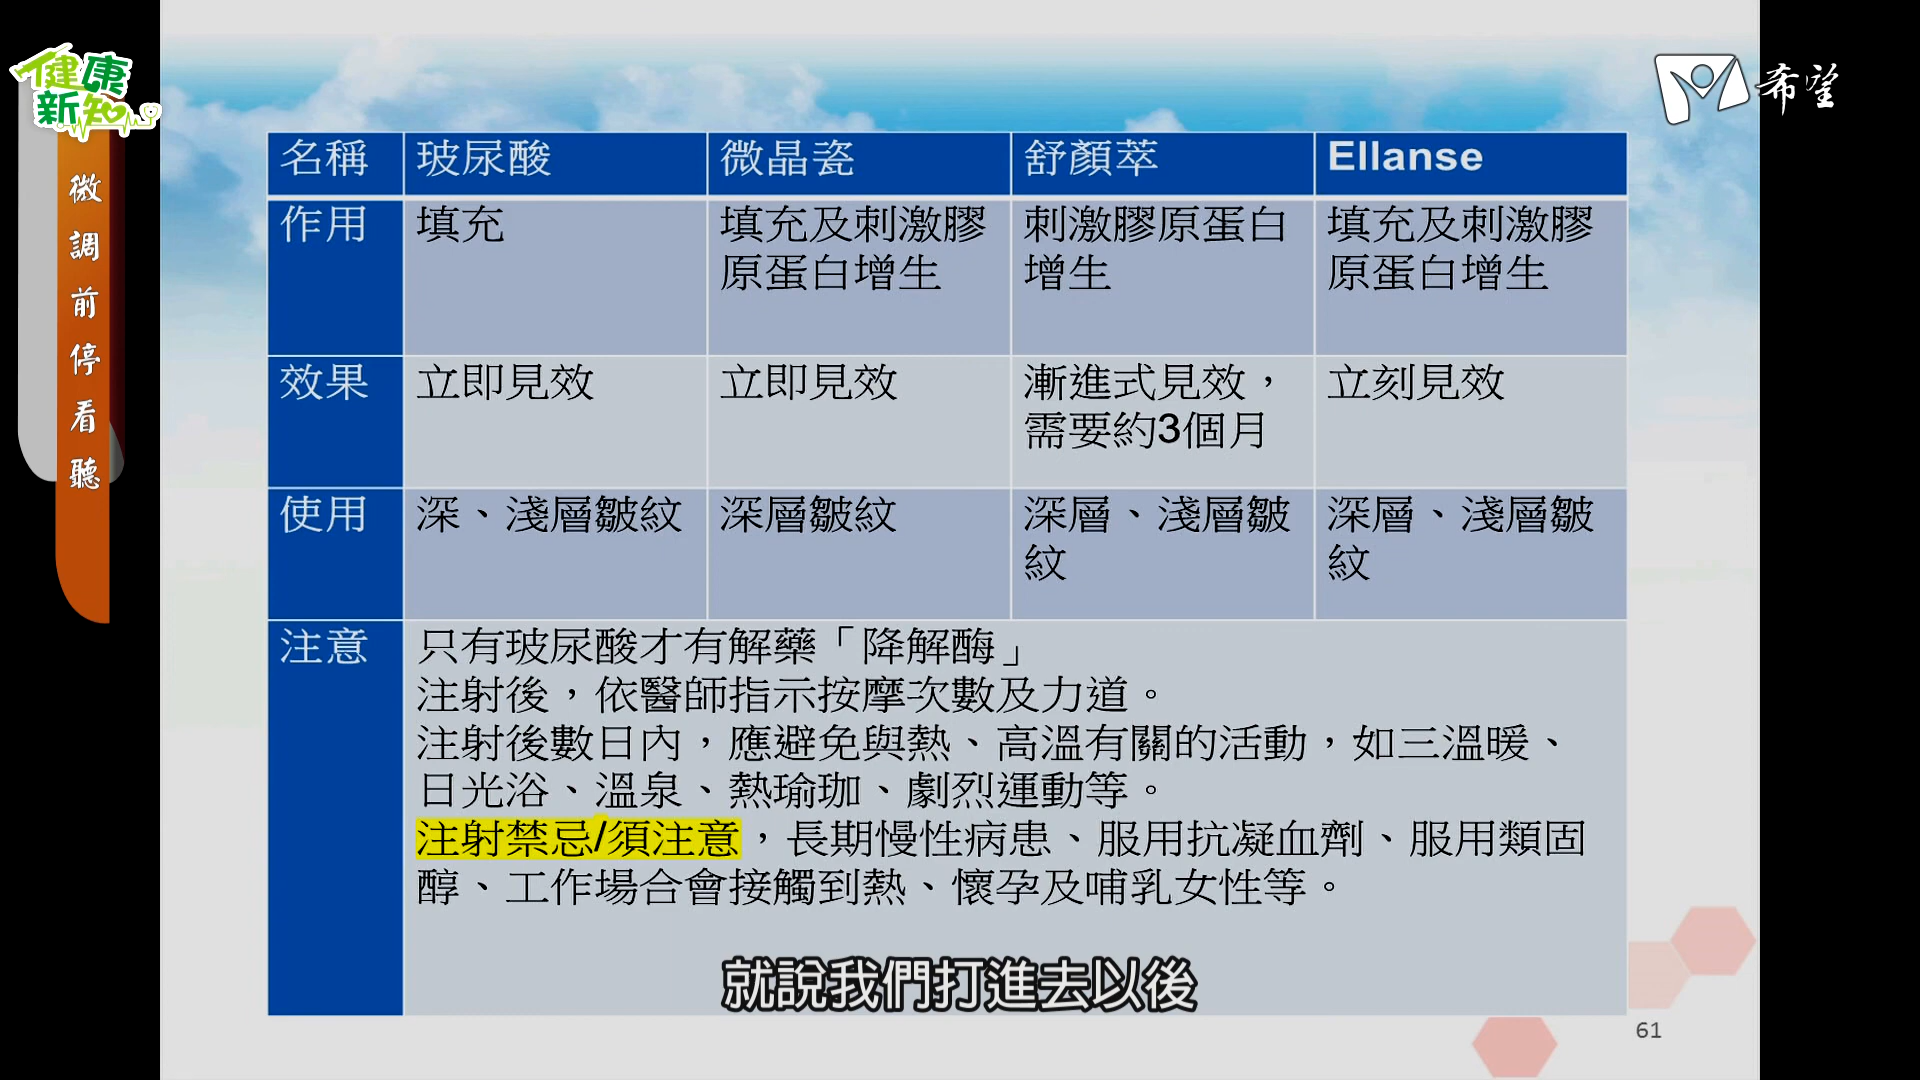 健康
新知
希望
微調前停看聽
名稱 玻尿酸 微晶瓷 舒顏萃 Ellanse
作用 填充 填充及刺激膠原蛋白增生 刺激膠原蛋白增生 填充及刺激膠原蛋白增生
效果 立即見效 立即見效 漸進式見效，需要約3個月 立刻見效
使用 深、淺層皺紋 深層皺紋 深層、淺層皺紋 深層、淺層皺紋
注意 只有玻尿酸才有解藥「降解酶」
注射後，依醫師指示按摩次數及力道。
注射後數日內，應避免與熱、高溫有關的活動，如三溫暖、
日光浴、溫泉、熱瑜珈、劇烈運動等。
注射禁忌/須注意，長期慢性病患、服用抗凝血劑、服用類固
醇、工作場合會接觸到熱、懷孕及哺乳女性等。
就說我們打進去以後
61